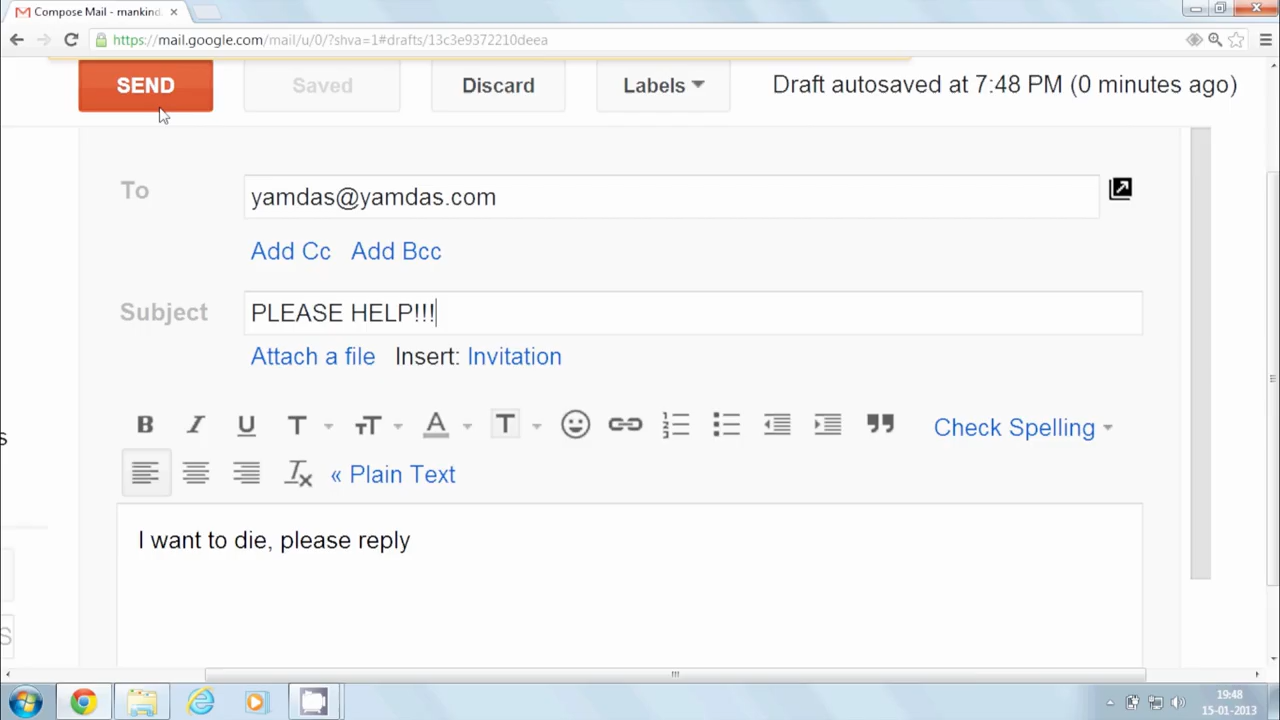 Compose Mail - mankind
https://mail.google.com/mail/u/0/?shva=1#drafts/13c3e9372210deea
SEND Saved Discard Labels Draft autosaved at 7:48 PM (0 minutes ago)
To yamdas@yamdas.com
Add Cc Add Bcc
Subject PLEASE HELP!!!
Attach a file Insert: Invitation
B I U T TT A T Check Spelling
« Plain Text
I want to die, please reply
s
S
19:48
15-01-2013